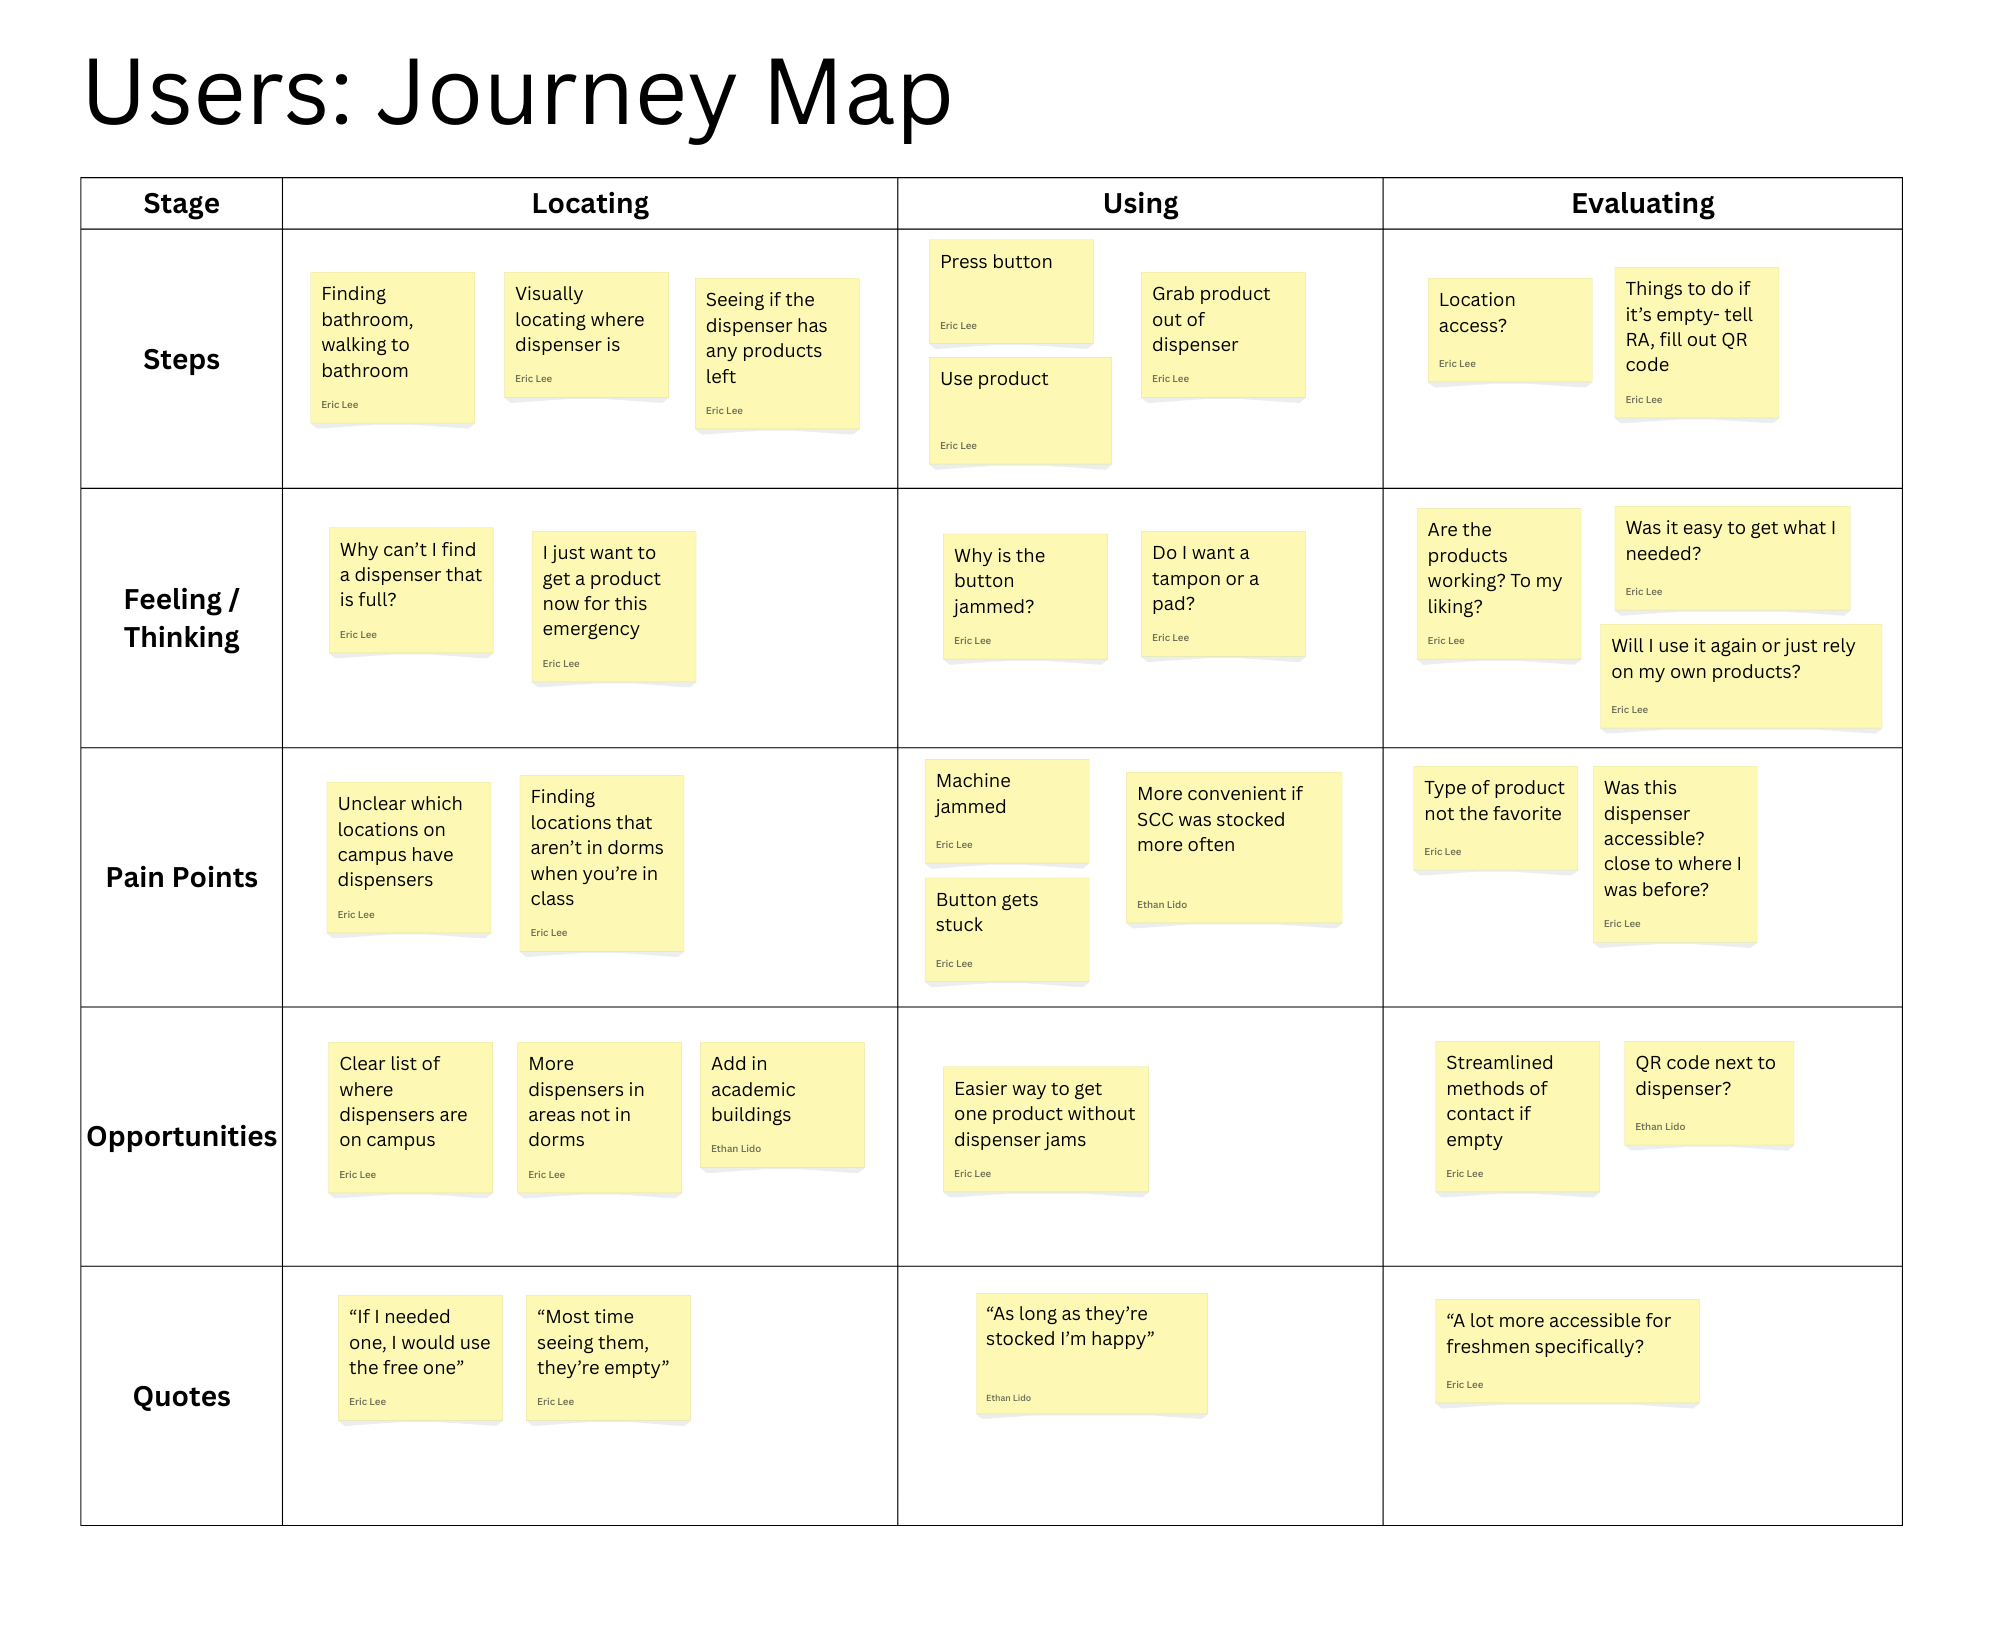 Users: Journey Map
Stage
Locating
Using
Evaluating
Steps
Finding
bathroom,
walking to
bathroom
Eric Lee
Visually
locating where
dispenser is
Eric Lee
Seeing if the
dispenser has
any products
left
Eric Lee
Press button
Eric Lee
Use product
Eric Lee
Grab product
out of
dispenser
Eric Lee
Location
access?
Eric Lee
Things to do if
it’s empty- tell
RA, fill out QR
code
Eric Lee
Feeling /
Thinking
Why can’t I find
a dispenser that
is full?
Eric Lee
I just want to
get a product
now for this
emergency
Eric Lee
Why is the
button
jammed?
Eric Lee
Do I want a
tampon or a
pad?
Eric Lee
Are the
products
working? To my
liking?
Eric Lee
Was it easy to get what I
needed?
Eric Lee
Will I use it again or just rely
on my own products?
Eric Lee
Pain Points
Unclear which
locations on
campus have
dispensers
Eric Lee
Finding
locations that
aren’t in dorms
when you’re in
class
Eric Lee
Machine
jammed
Eric Lee
Button gets
stuck
Eric Lee
More convenient if
SCC was stocked
more often
Ethan Lido
Type of product
not the favorite
Eric Lee
Was this
dispenser
accessible?
close to where I
was before?
Eric Lee
Opportunities
Clear list of
where
dispensers are
on campus
Eric Lee
More
dispensers in
areas not in
dorms
Eric Lee
Add in
academic
buildings
Ethan Lido
Easier way to get
one product without
dispenser jams
Eric Lee
Streamlined
methods of
contact if
empty
Eric Lee
QR code next to
dispenser?
Ethan Lido
Quotes
“If I needed
one, I would use
the free one”
Eric Lee
“Most time
seeing them,
they’re empty”
Eric Lee
“As long as they’re
stocked I’m happy”
Ethan Lido
“A lot more accessible for
freshmen specifically?
Eric Lee